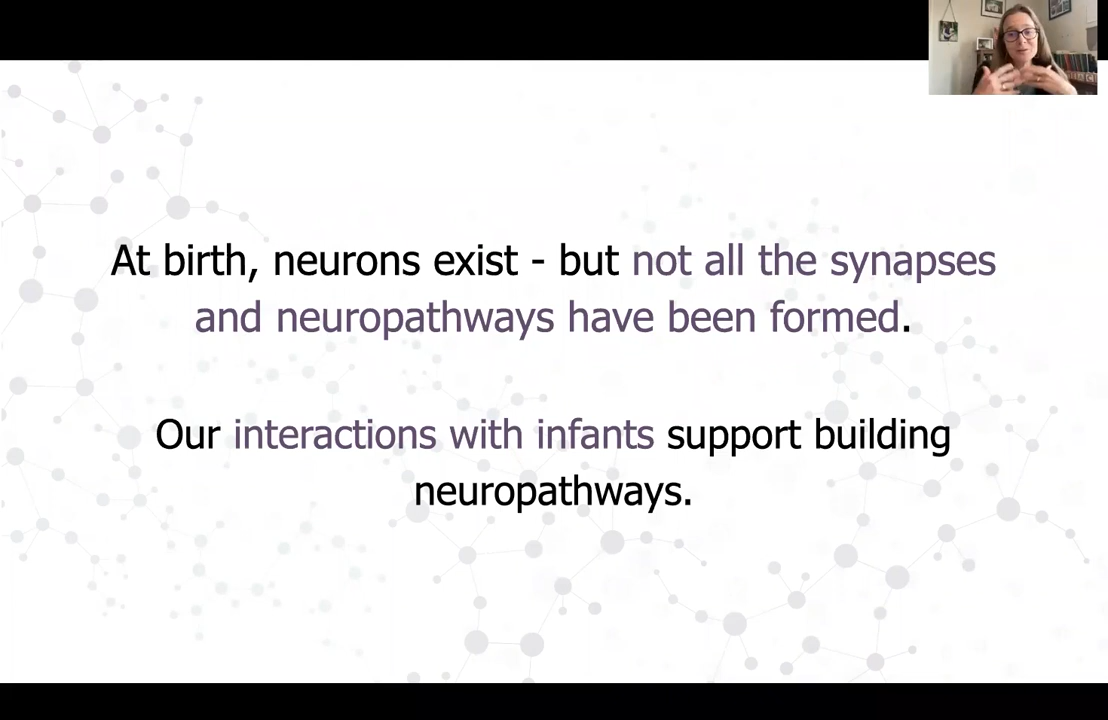 At birth, neurons exist - but not all the synapses
and neuropathways have been formed.
Our interactions with infants support building
neuropathways.